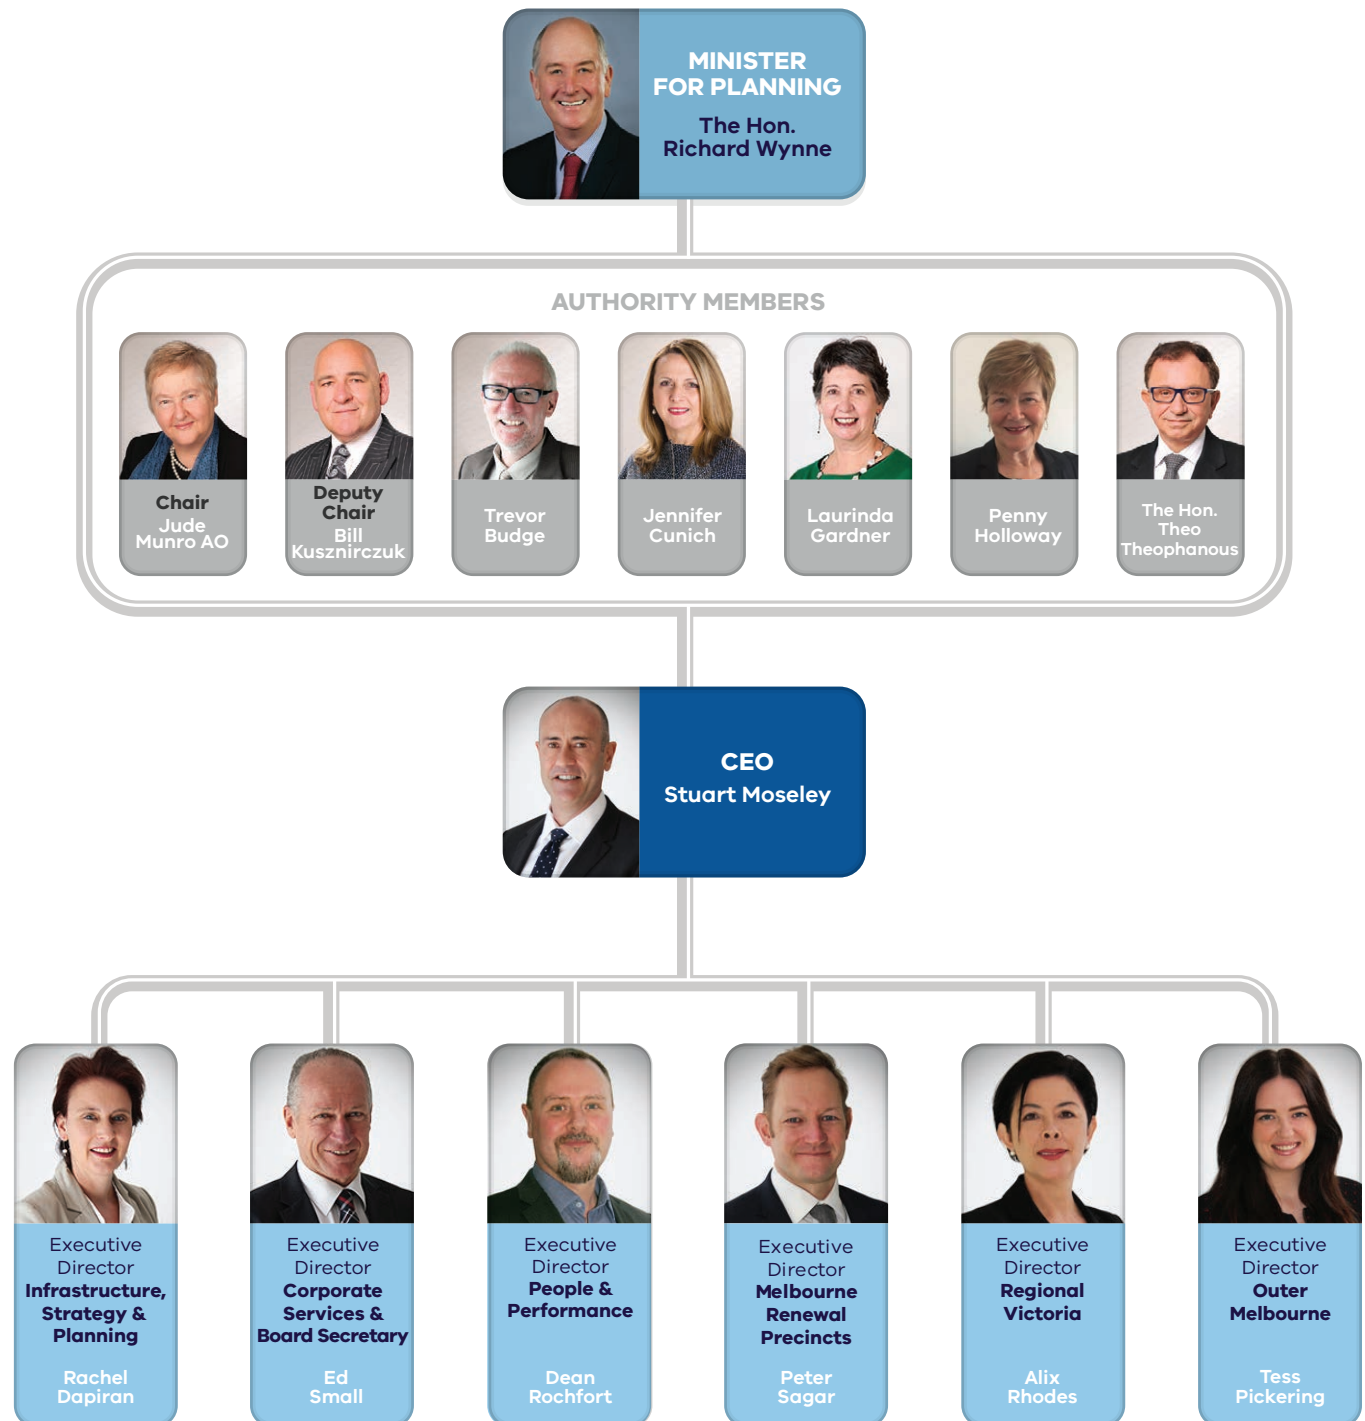 MINISTER
FOR PLANNING
The Hon.
Richard Wynne
AUTHORITY MEMBERS
Chair
Jude
Munro AO
Deputy
Chair
Bill
Kusznirczuk
Trevor
Budge
Jennifer
Cunich
Laurinda
Gardner
Penny
Holloway
The Hon.
Theo
Theophanous
CEO
Stuart Moseley
Executive
Director
Infrastructure,
Strategy &
Planning
Rachel
Dapiran
Executive
Director
Corporate
Services &
Board Secretary
Ed
Small
Executive
Director
People &
Performance
Dean
Rochfort
Executive
Director
Melbourne
Renewal
Precincts
Peter
Sagar
Executive
Director
Regional
Victoria
Alix
Rhodes
Executive
Director
Outer
Melbourne
Tess
Pickering